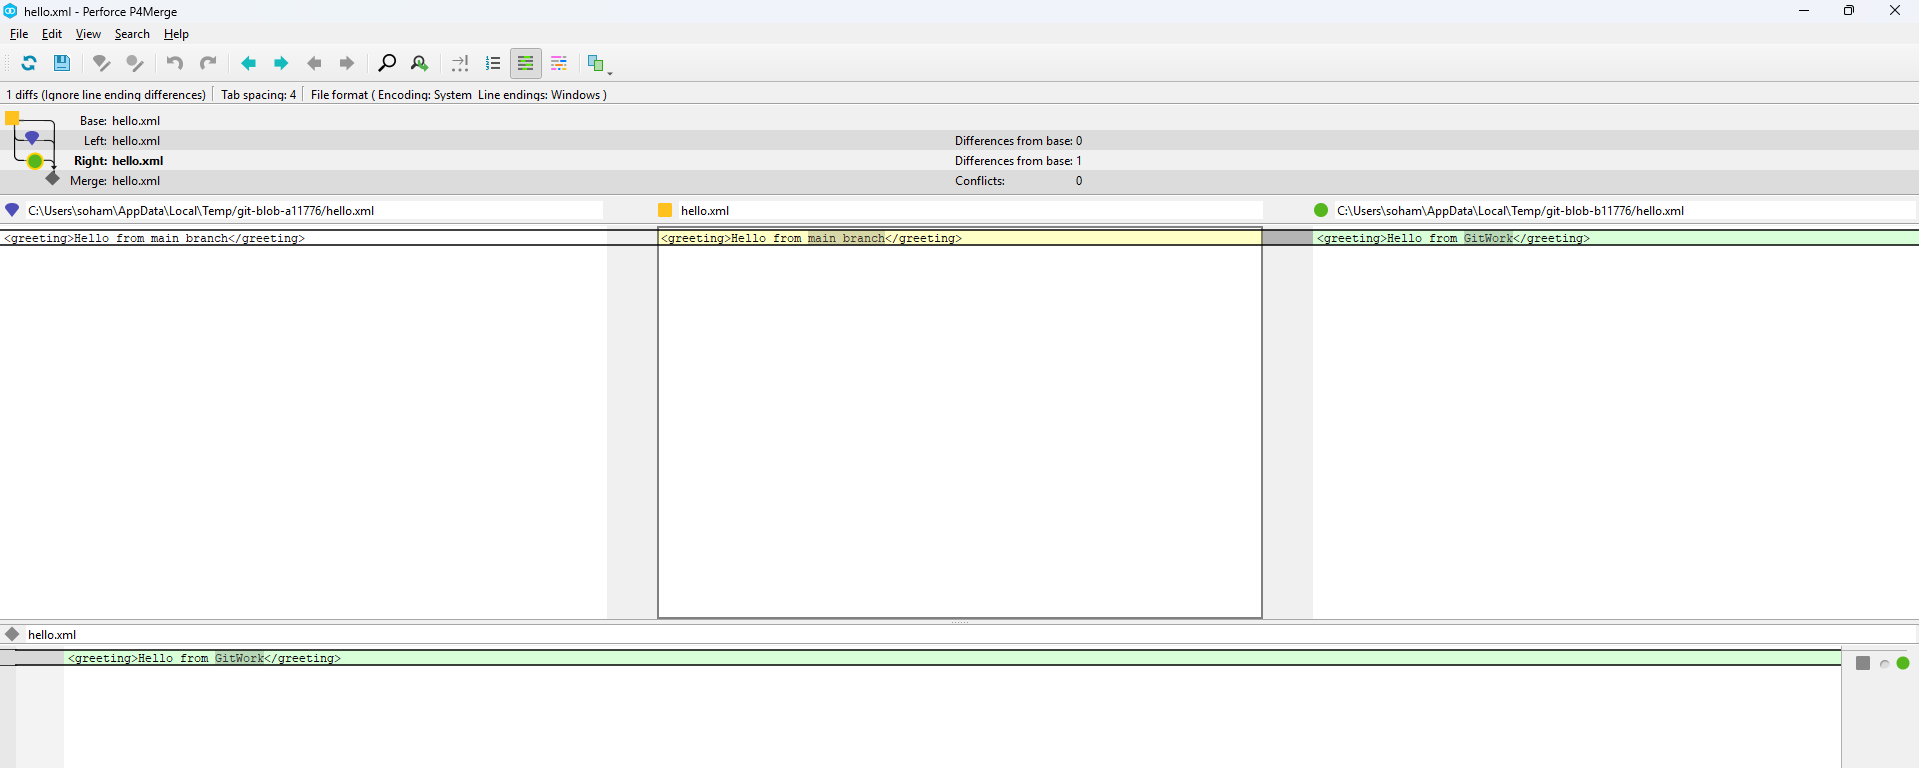 hello.xml - Perforce P4Merge
File Edit View Search Help
1 diffs (Ignore line ending differences) Tab spacing: 4 File format ( Encoding: System Line endings: Windows )
Base: hello.xml
Left: hello.xml Differences from base: 0
Right: hello.xml Differences from base: 1
Merge: hello.xml Conflicts: 0
C:\Users\soham\AppData\Local\Temp/git-blob-a11776/hello.xml hello.xml C:\Users\soham\AppData\Local\Temp/git-blob-b11776/hello.xml
<greeting>Hello from main branch</greeting> <greeting>Hello from main branch</greeting> <greeting>Hello from GitWork</greeting>
hello.xml
<greeting>Hello from GitWork</greeting>